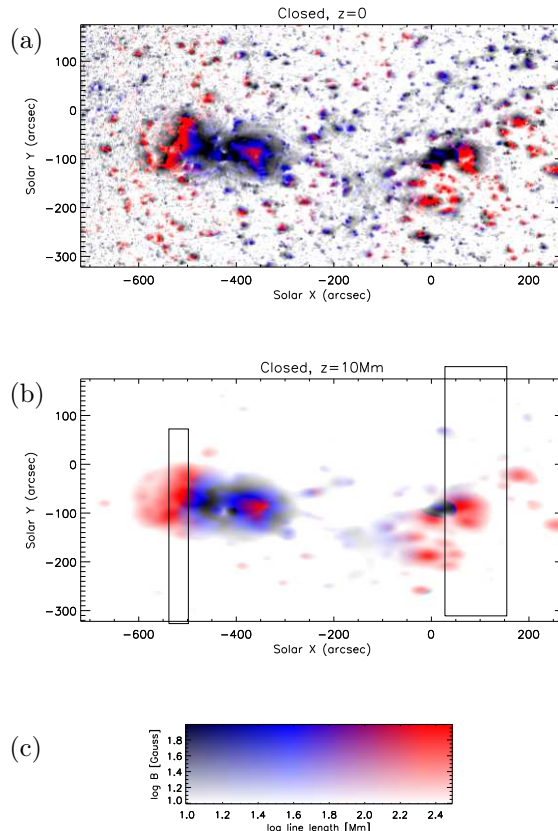 Closed, z=0
(a)
100
0
−100
−200
−300
Solar Y (arcsec)
−600 −400 −200 0 200
Solar X (arcsec)
Closed, z=10Mm
(b)
100
0
−100
−200
−300
Solar Y (arcsec)
−600 −400 −200 0 200
Solar X (arcsec)
(c)
1.8
1.6
1.4
1.2
1.0
log B [Gauss]
1.0 1.2 1.4 1.6 1.8 2.0 2.2 2.4
log line length [Mm]